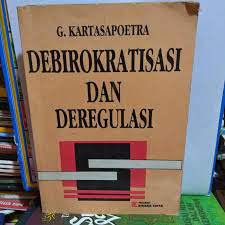 G. KARTASAPOETRA
DEBIROKRATISASI
DAN
DEREGULASI